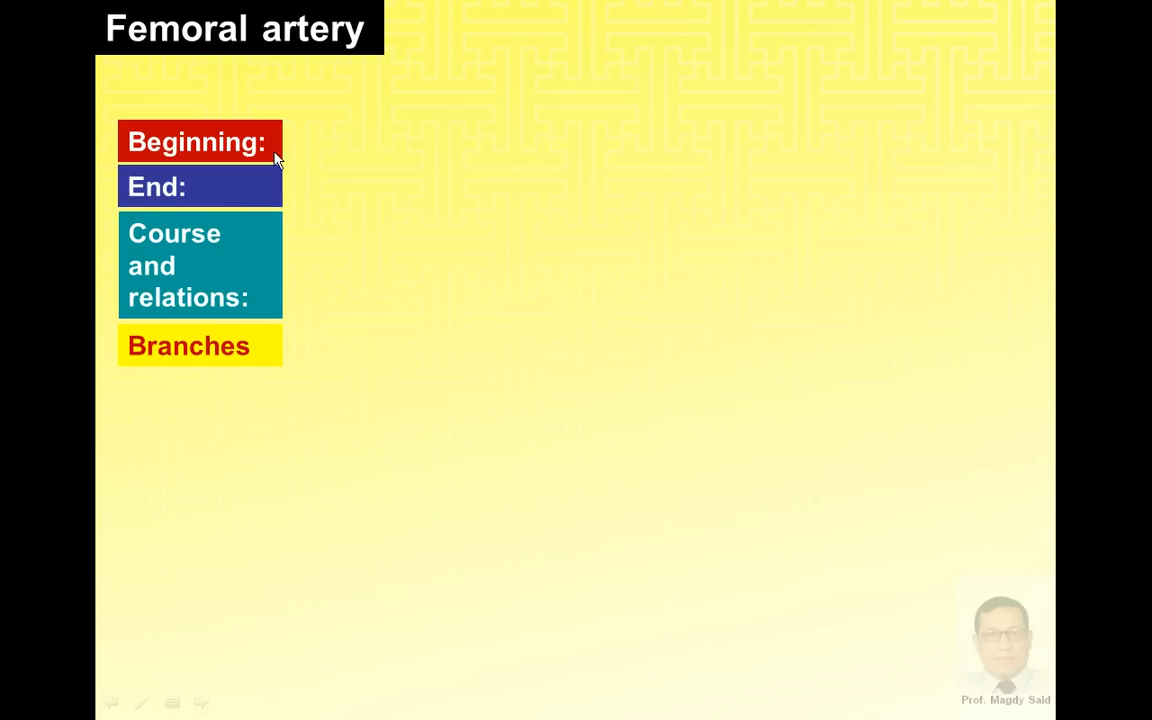 Femoral artery
Beginning:
End:
Course
and
relations:
Branches
Prof. Magdy Said